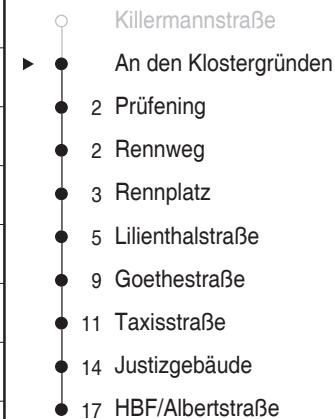 Killermannstraße
An den Klostergründen
2 Prüfening
2 Rennweg
3 Rennplatz
5 Lilienthalstraße
9 Goethestraße
11 Taxisstraße
14 Justizgebäude
17 HBF/Albertstraße